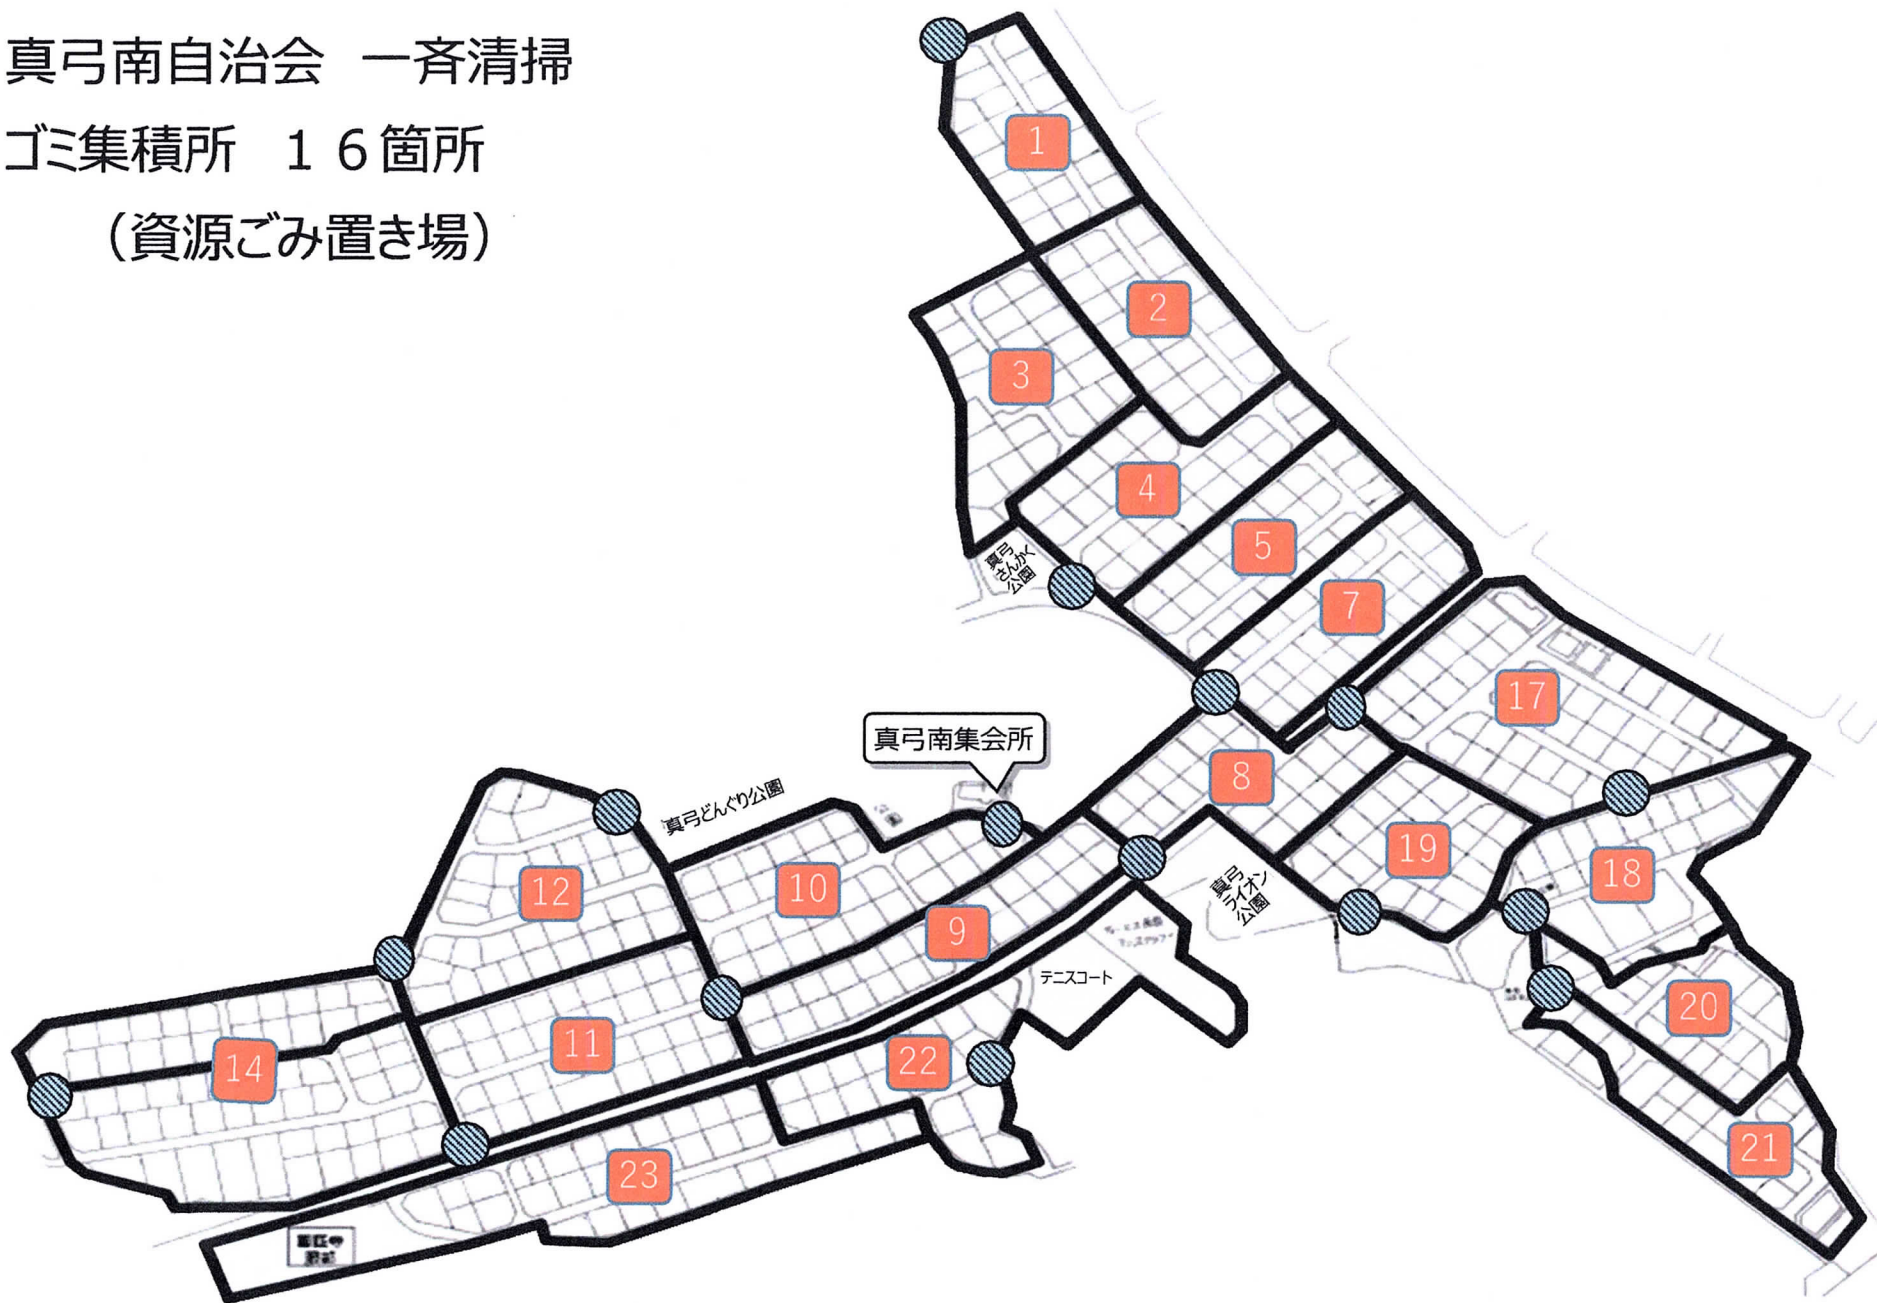 真弓南自治会 一斉清掃
ゴミ集積所 １６箇所
（資源ごみ置き場）
1
2
3
4
5
真弓
さんかく
公園
7
17
真弓南集会所
8
真弓どんぐり公園
19
18
12
10
真弓
ライオン
公園
9
テニスコート
20
11
22
14
21
23